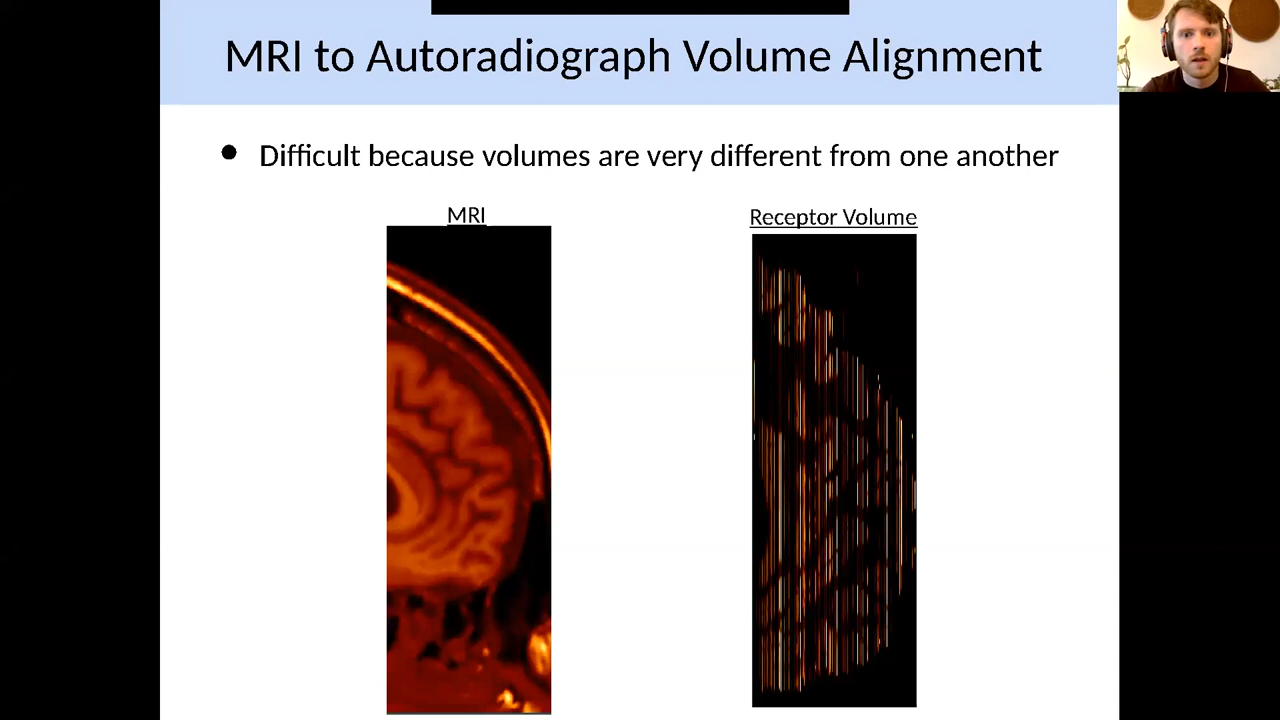 MRI to Autoradiograph Volume Alignment
Difficult because volumes are very different from one another
MRI
Receptor Volume